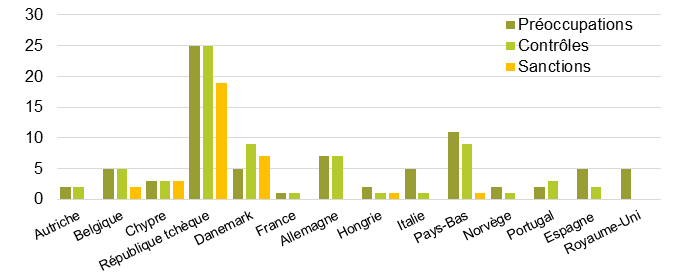 30
25
20
15
10
5
0
Préoccupations
Contrôles
Sanctions
Autriche
Belgique
Chypre
République tchèque
Danemark
France
Allemagne
Hongrie
Italie
Pays-Bas
Norvège
Portugal
Espagne
Royaume-Uni